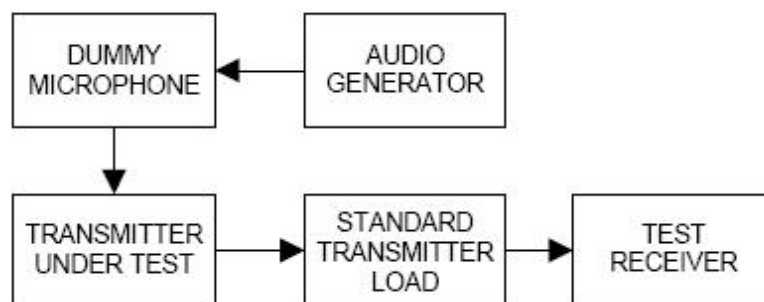 DUMMY
MICROPHONE
AUDIO
GENERATOR
TRANSMITTER
UNDER TEST
STANDARD
TRANSMITTER
LOAD
TEST
RECEIVER